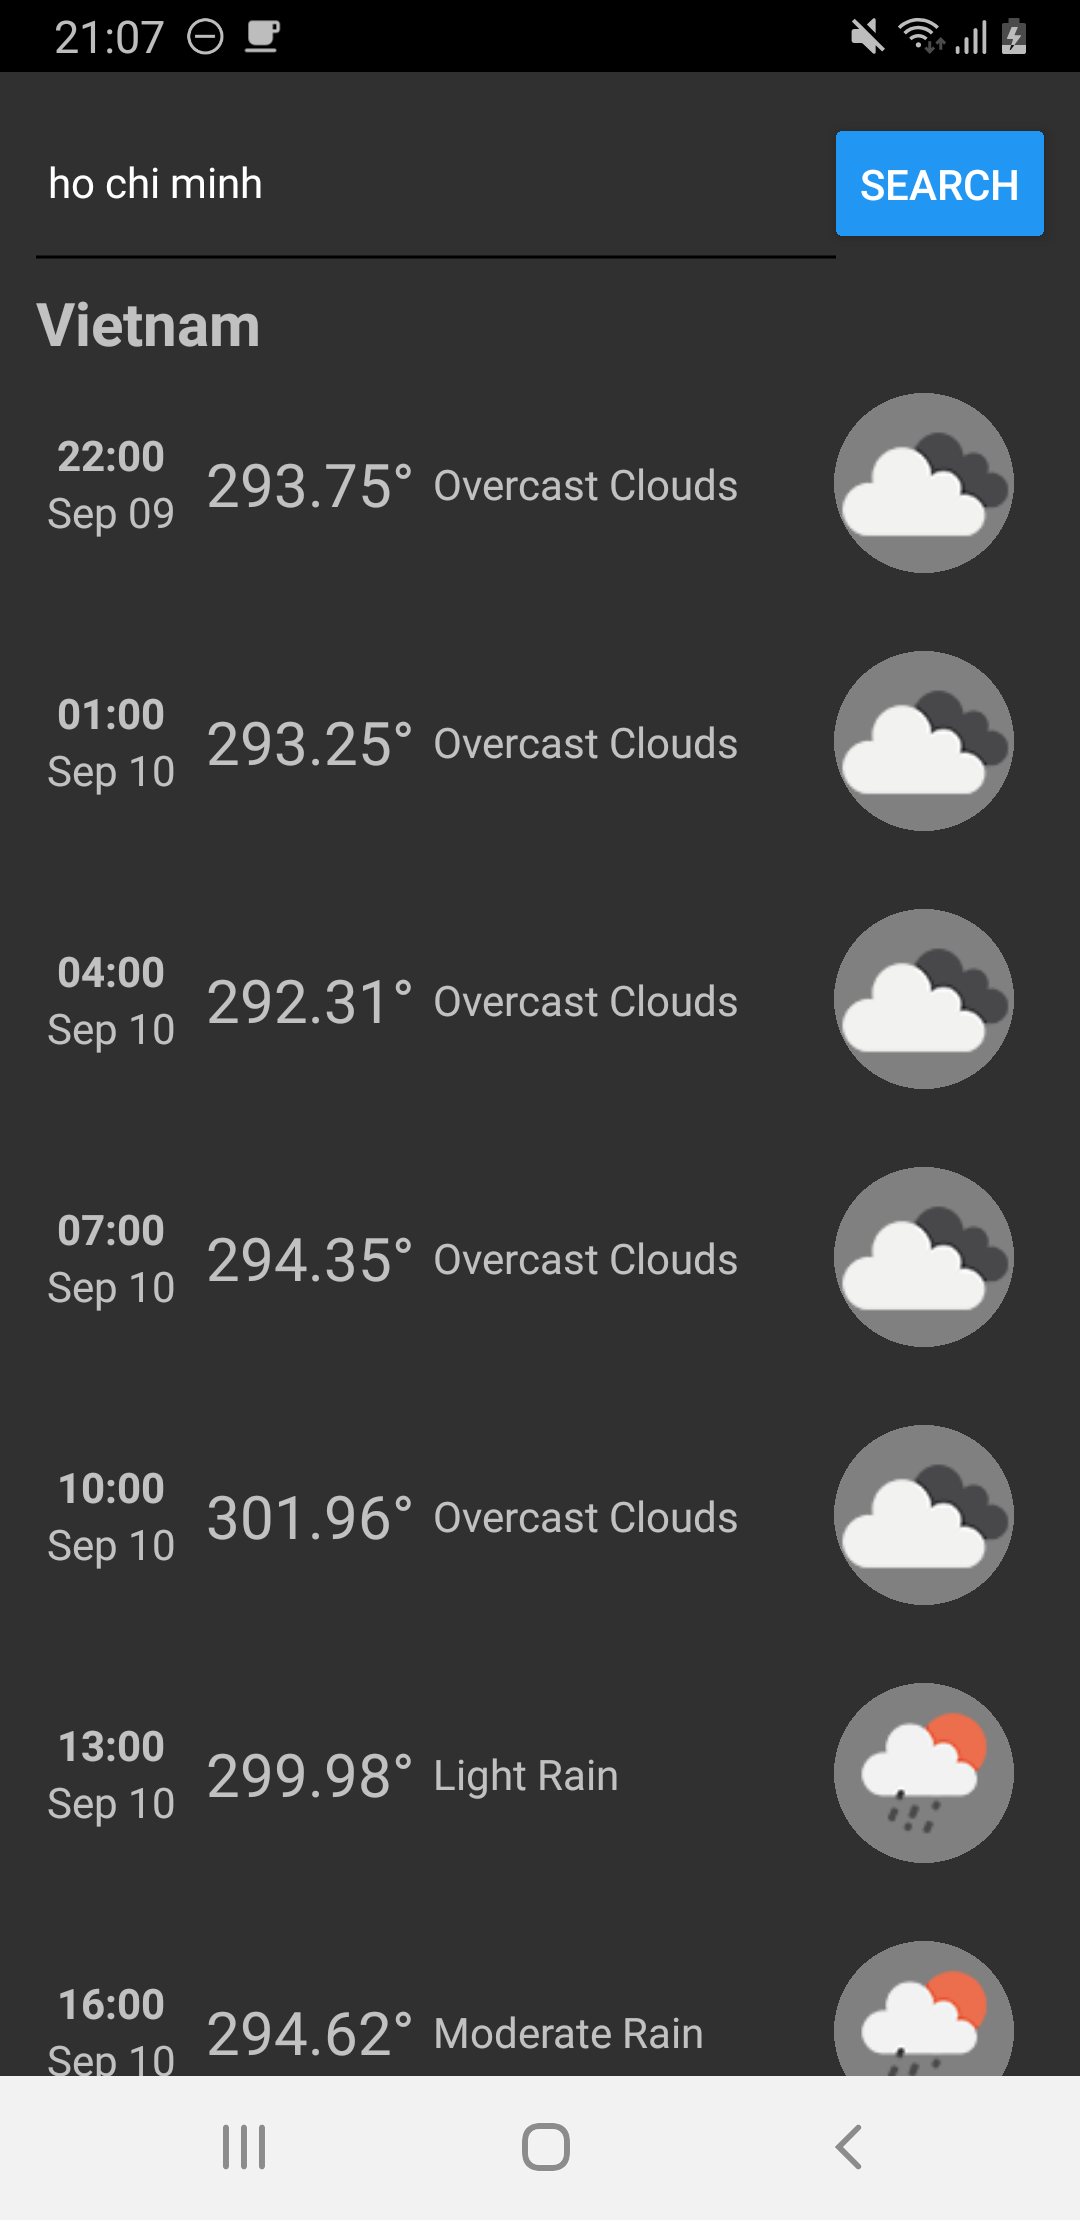 21:07
ho chi minh
SEARCH
Vietnam
22:00
Sep 09
293.75° Overcast Clouds
01:00
Sep 10
293.25° Overcast Clouds
04:00
Sep 10
292.31° Overcast Clouds
07:00
Sep 10
294.35° Overcast Clouds
10:00
Sep 10
301.96° Overcast Clouds
13:00
Sep 10
299.98° Light Rain
16:00
Sep 10
294.62° Moderate Rain